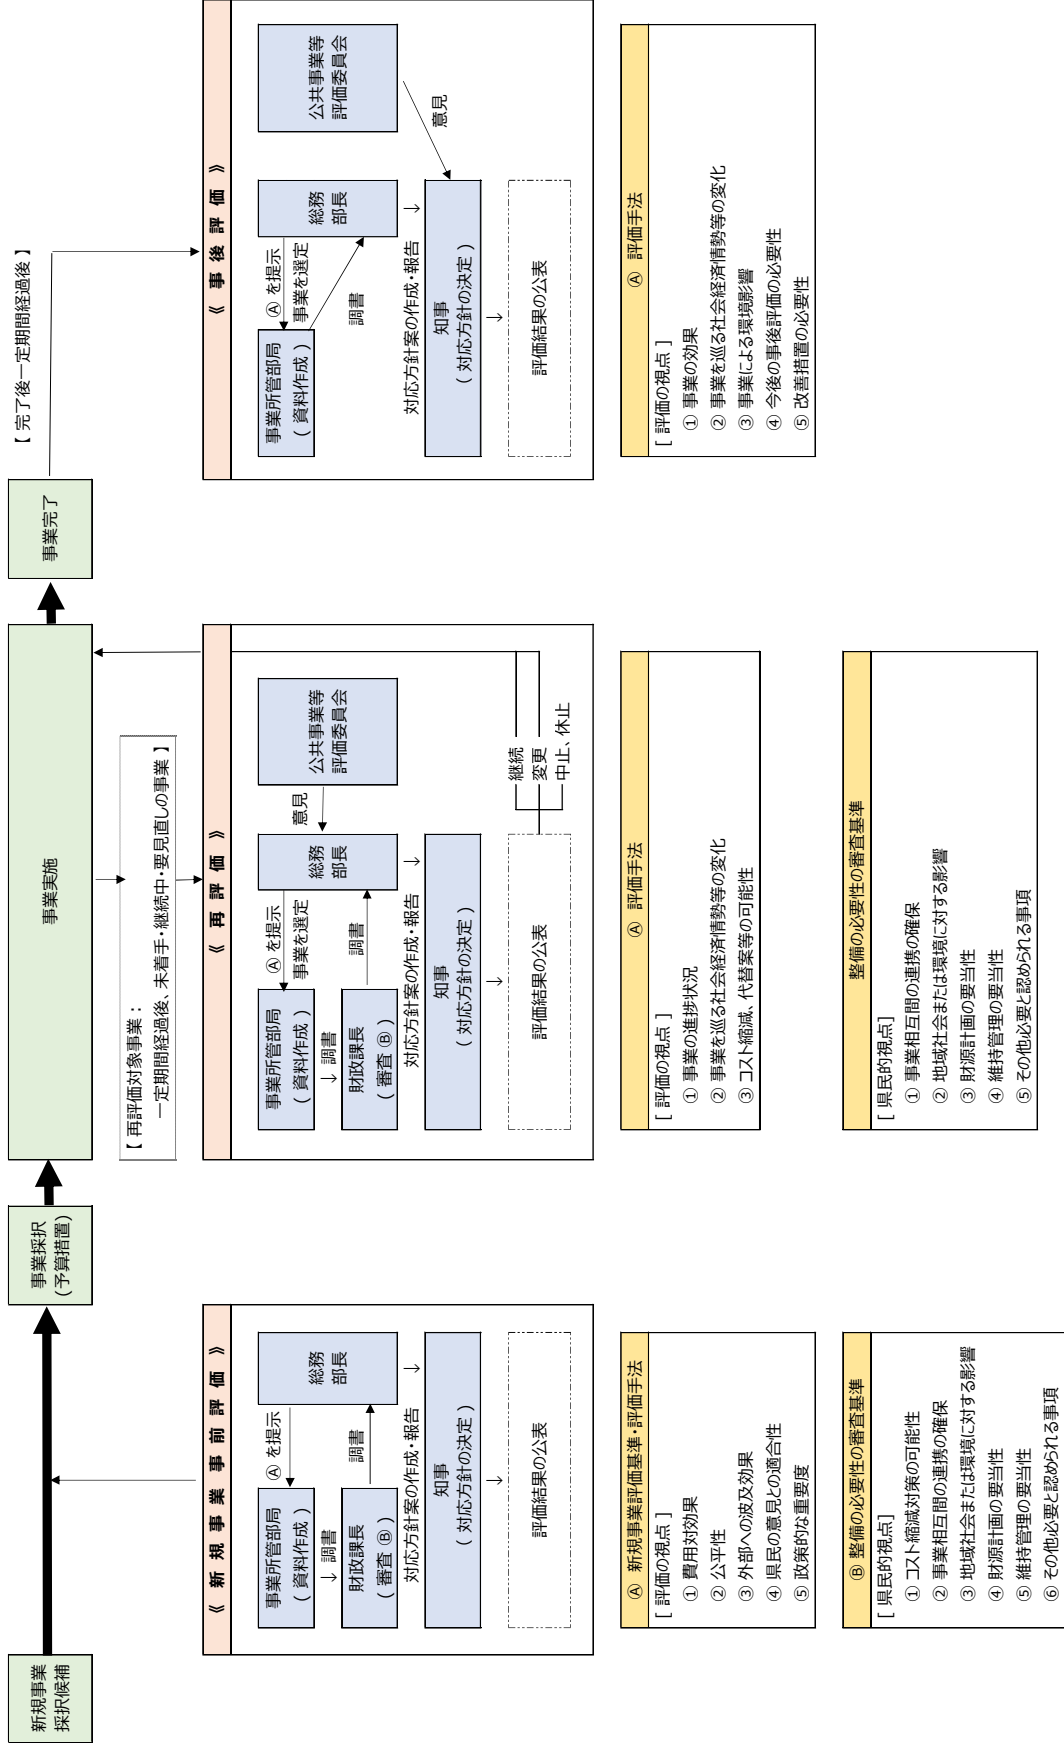 新規事業
採択候補
事業採択
(予算措置)
事業実施
事業完了
【 完了後一定期間経過後 】
【 再評価対象事業：
一定期間経過後、未着手・継続中・要見直しの事業 】
《 新 規 事 業 事 前 評 価 》
事業所管部局
( 資料作成 )
Ⓐ を提示
総務
部長
↓ 調書
財政課長
( 審査 Ⓑ )
調書
対応方針案の作成・報告 ↓
知事
( 対応方針の決定 )
↓
評価結果の公表
Ⓐ 新規事業評価基準・評価手法
[ 評価の視点 ]
① 費用対効果
② 公平性
③ 外部への波及効果
④ 県民の意見との適合性
⑤ 政策的な重要度
Ⓑ 整備の必要性の審査基準
[ 県民的視点]
① コスト縮減対策の可能性
② 事業相互間の連携の確保
③ 地域社会または環境に対する影響
④ 財源計画の妥当性
⑤ 維持管理の妥当性
⑥ その他必要と認められる事項
《 再 評 価 》
事業所管部局
( 資料作成 )
Ⓐ を提示
事業を選定
総務
部長
意見
公共事業等
評価委員会
↓ 調書
財政課長
( 審査 Ⓑ )
調書
対応方針案の作成・報告 ↓
知事
( 対応方針の決定 )
↓
評価結果の公表
継続
変更
中止、休止
Ⓐ 評価手法
[ 評価の視点 ]
① 事業の進捗状況
② 事業を巡る社会経済情勢等の変化
③ コスト縮減、代替案等の可能性
整備の必要性の審査基準
[ 県民的視点]
① 事業相互間の連携の確保
② 地域社会または環境に対する影響
③ 財源計画の妥当性
④ 維持管理の妥当性
⑤ その他必要と認められる事項
《 事 後 評 価 》
事業所管部局
( 資料作成 )
Ⓐ を提示
事業を選定
総務
部長
調書
公共事業等
評価委員会
意見
対応方針案の作成・報告 ↓
知事
( 対応方針の決定 )
↓
評価結果の公表
Ⓐ 評価手法
[ 評価の視点 ]
① 事業の効果
② 事業を巡る社会経済情勢等の変化
③ 事業による環境影響
④ 今後の事後評価の必要性
⑤ 改善措置の必要性